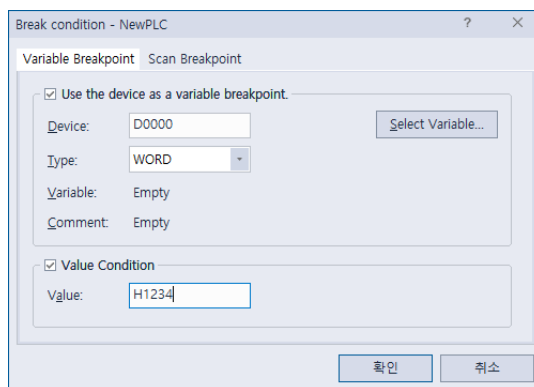 Break condition - NewPLC ? ×
Variable Breakpoint Scan Breakpoint
Use the device as a variable breakpoint.
Device: D0000 Select Variable...
Type: WORD
Variable: Empty
Comment: Empty
Value Condition
Value: H1234
확인 취소